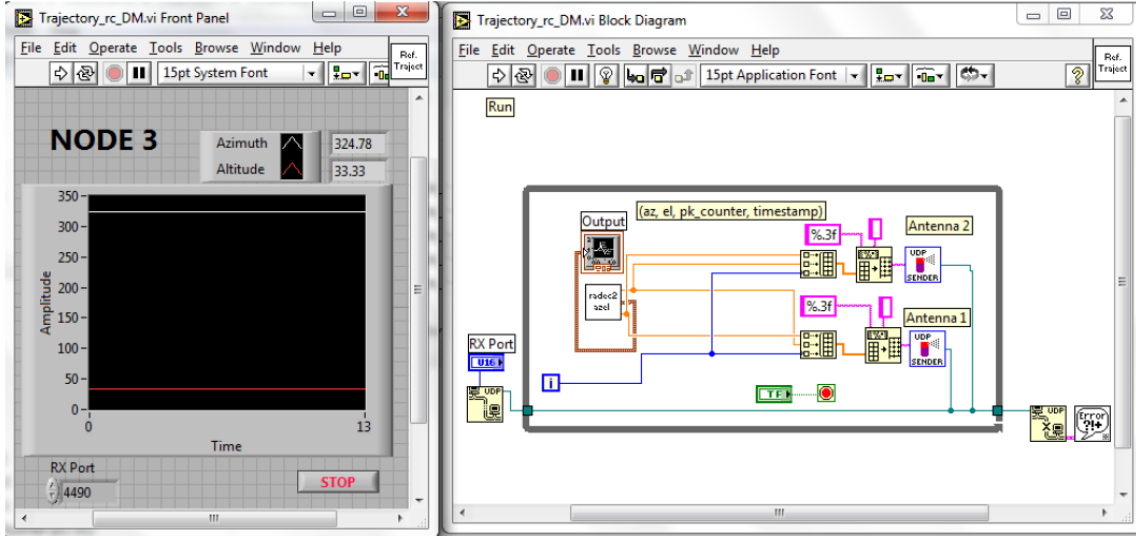 Trajectory_rc_DM.vi Front Panel
File Edit Operate Tools Browse Window Help
15pt System Font
Ref.
Traject
NODE 3
Azimuth 324.78
Altitude 33.33
Amplitude
350
300
250
200
150
100
50
0
0 13
Time
RX Port
4490
STOP
Trajectory_rc_DM.vi Block Diagram
File Edit Operate Tools Browse Window Help
15pt Application Font
Ref.
Traject
Run
(az, el, pk_counter, timestamp)
Output
%.3f
Antenna 2
UDP
SENDER
radec2
azel
%.3f
Antenna 1
UDP
SENDER
RX Port
U16
i
TF
UDP
UDP
Error
?!+